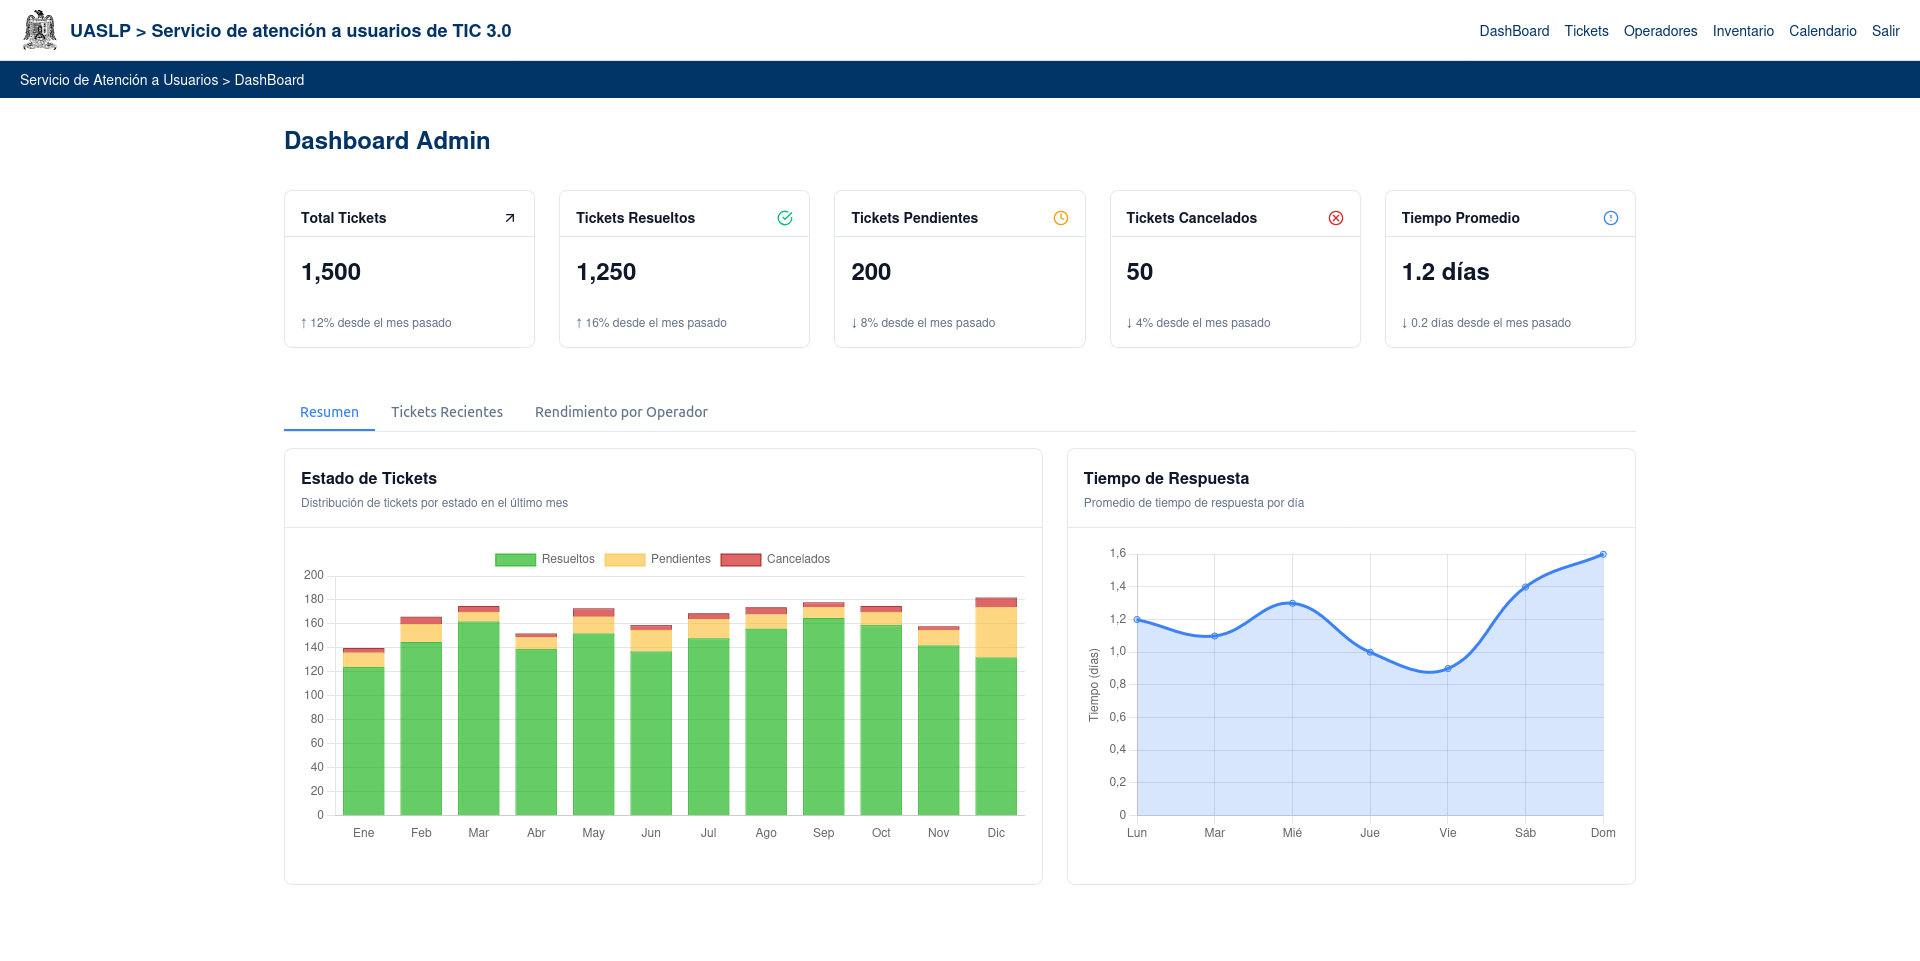 UASLP > Servicio de atención a usuarios de TIC 3.0
DashBoard Tickets Operadores Inventario Calendario Salir
Servicio de Atención a Usuarios > DashBoard
Dashboard Admin
Total Tickets
1,500
↑ 12% desde el mes pasado
Tickets Resueltos
1,250
↑ 16% desde el mes pasado
Tickets Pendientes
200
↓ 8% desde el mes pasado
Tickets Cancelados
50
↓ 4% desde el mes pasado
Tiempo Promedio
1.2 días
↓ 0.2 días desde el mes pasado
Resumen Tickets Recientes Rendimiento por Operador
Estado de Tickets
Distribución de tickets por estado en el último mes
Resueltos Pendientes Cancelados
200
180
160
140
120
100
80
60
40
20
0
Ene Feb Mar Abr May Jun Jul Ago Sep Oct Nov Dic
Tiempo de Respuesta
Promedio de tiempo de respuesta por día
Tiempo (días)
1,6
1,4
1,2
1,0
0,8
0,6
0,4
0,2
0
Lun Mar Mié Jue Vie Sáb Dom